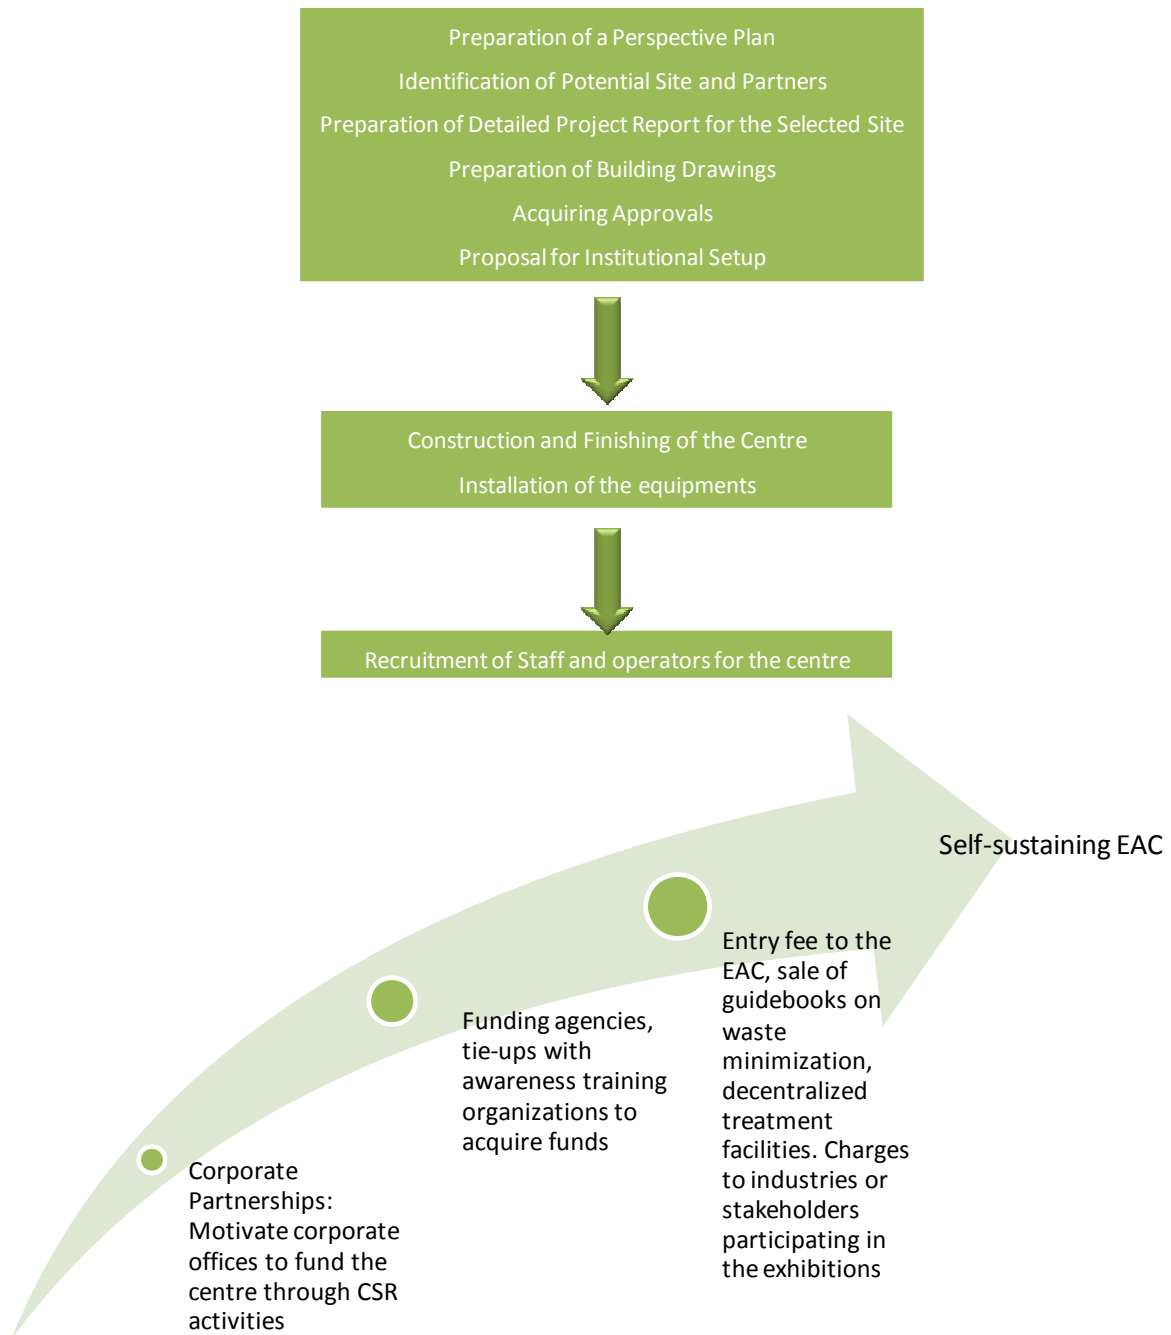 Preparation of a Perspective Plan
Identification of Potential Site and Partners
Preparation of Detailed Project Report for the Selected Site
Preparation of Building Drawings
Acquiring Approvals
Proposal for Institutional Setup
Construction and Finishing of the Centre
Installation of the equipments
Recruitment of Staff and operators for the centre
Self-sustaining EAC
Corporate
Partnerships:
Motivate corporate
offices to fund the
centre through CSR
activities
Funding agencies,
tie-ups with
awareness training
organizations to
acquire funds
Entry fee to the
EAC, sale of
guidebooks on
waste
minimization,
decentralized
treatment
facilities. Charges
to industries or
stakeholders
participating in
the exhibitions